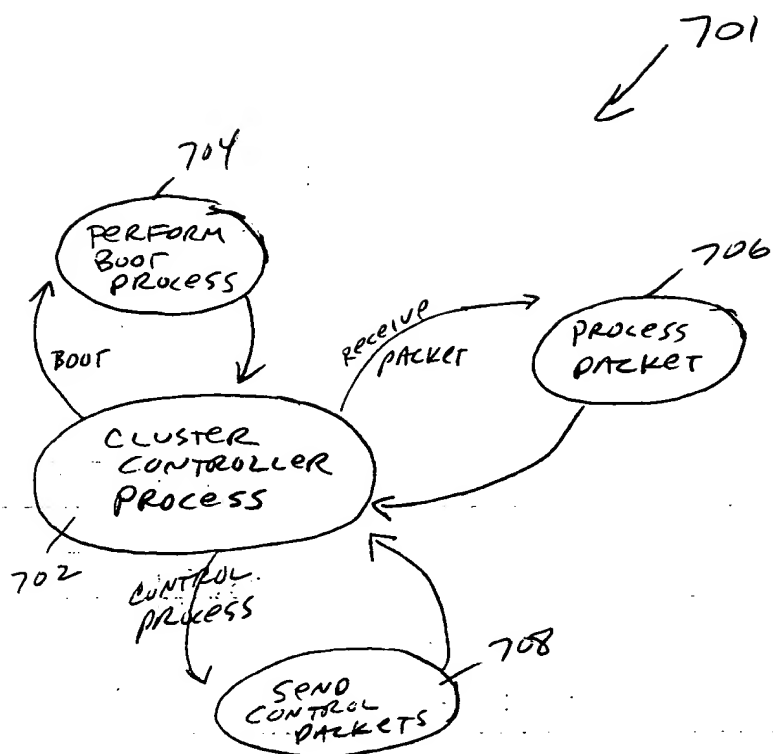 701
704
PERFORM
BOOT
PROCESS
706
PROCESS
PACKET
RECEIVE
PACKET
BOOT
CLUSTER
CONTROLLER
PROCESS
702
CONTROL
PROCESS
708
SEND
CONTROL
PACKETS